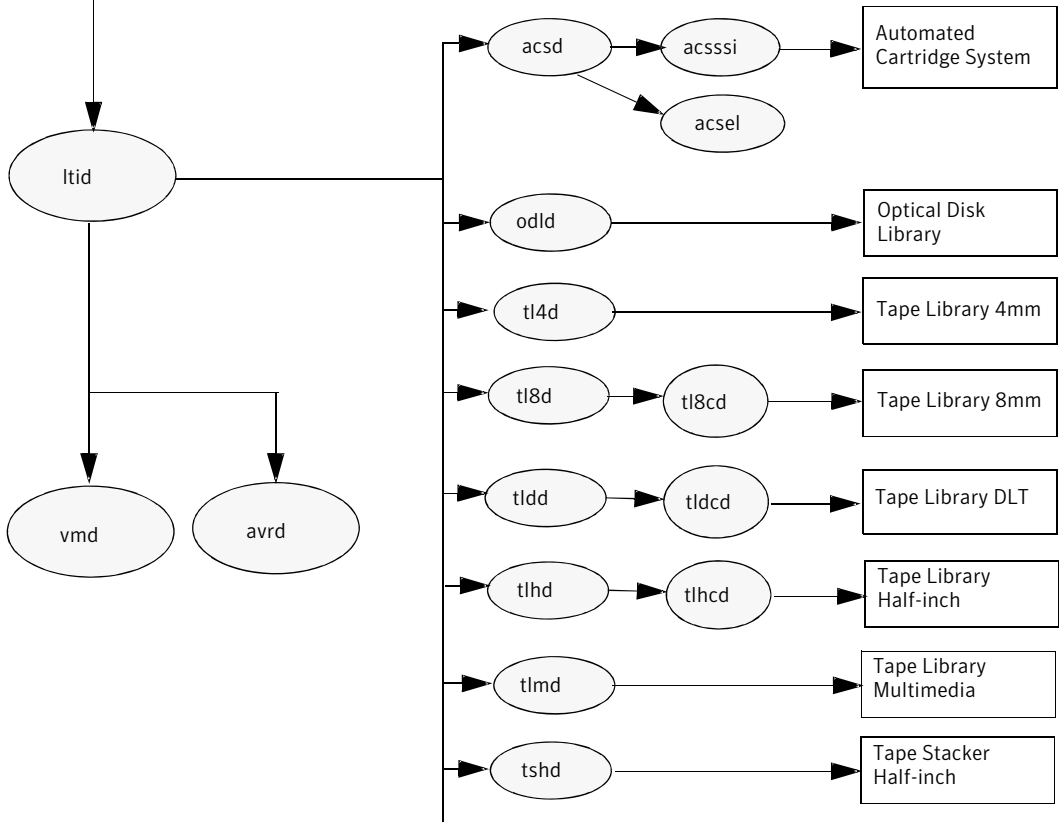 acsd
acsssi
Automated
Cartridge System
acsel
ltid
odld
Optical Disk
Library
tl4d
Tape Library 4mm
tl8d
tl8cd
Tape Library 8mm
tldd
tldcd
Tape Library DLT
vmd
avrd
tlhd
tlhcd
Tape Library
Half-inch
tlmd
Tape Library
Multimedia
tshd
Tape Stacker
Half-inch